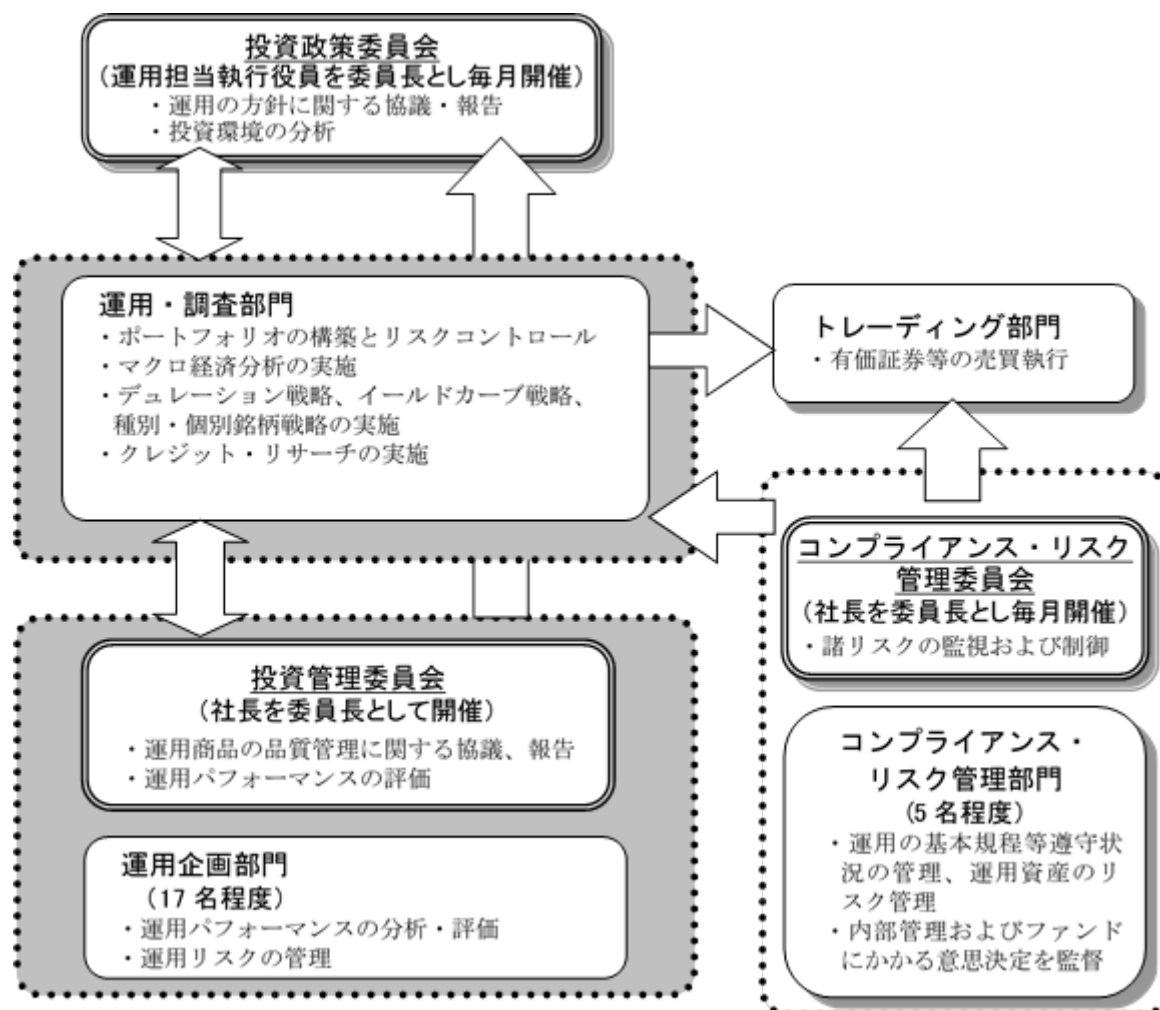 投資政策委員会
(運用担当執行役員を委員長とし毎月開催)
・運用の方針に関する協議・報告
・投資環境の分析
運用・調査部門
・ポートフォリオの構築とリスクコントロール
・マクロ経済分析の実施
・デュレーション戦略、イールドカーブ戦略、
種別・個別銘柄戦略の実施
・クレジット・リサーチの実施
トレーディング部門
・有価証券等の売買執行
投資管理委員会
(社長を委員長として開催)
・運用商品の品質管理に関する協議、報告
・運用パフォーマンスの評価
運用企画部門
(17 名程度)
・運用パフォーマンスの分析・評価
・運用リスクの管理
コンプライアンス・リスク
管理委員会
(社長を委員長とし毎月開催)
・諸リスクの監視および制御
コンプライアンス・
リスク管理部門
(5 名程度)
・運用の基本規程等遵守状
況の管理、運用資産のリ
スク管理
・内部管理およびファンド
にかかる意思決定を監督